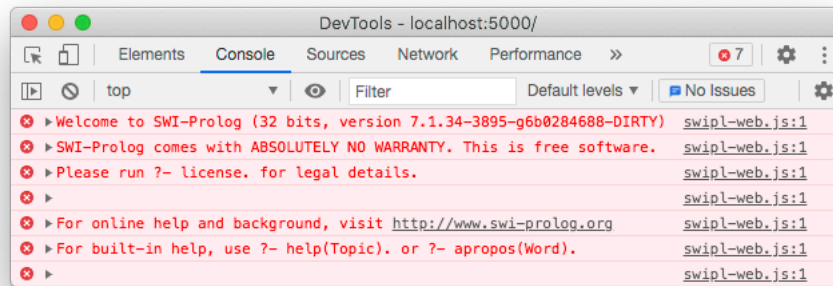 DevTools - localhost:5000/
Elements Console Sources Network Performance » 7
top Filter Default levels ▼ No Issues
Welcome to SWI-Prolog (32 bits, version 7.1.34-3895-g6b0284688-DIRTY) swipl-web.js:1
SWI-Prolog comes with ABSOLUTELY NO WARRANTY. This is free software. swipl-web.js:1
Please run ?- license. for legal details. swipl-web.js:1
swipl-web.js:1
For online help and background, visit http://www.swi-prolog.org swipl-web.js:1
For built-in help, use ?- help(Topic). or ?- apropos(Word). swipl-web.js:1
swipl-web.js:1